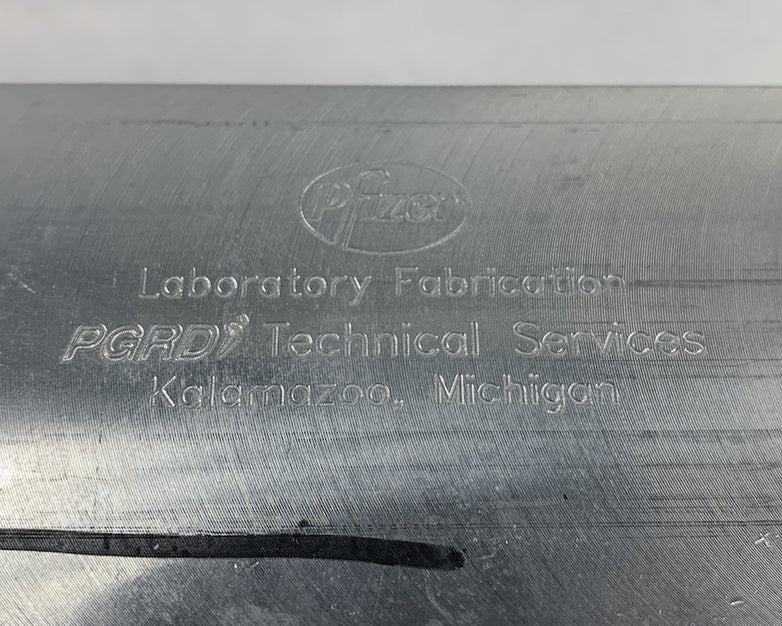 Pfizer
Laboratory Fabrication
PGRD Technical Services
Kalamazoo, Michigan